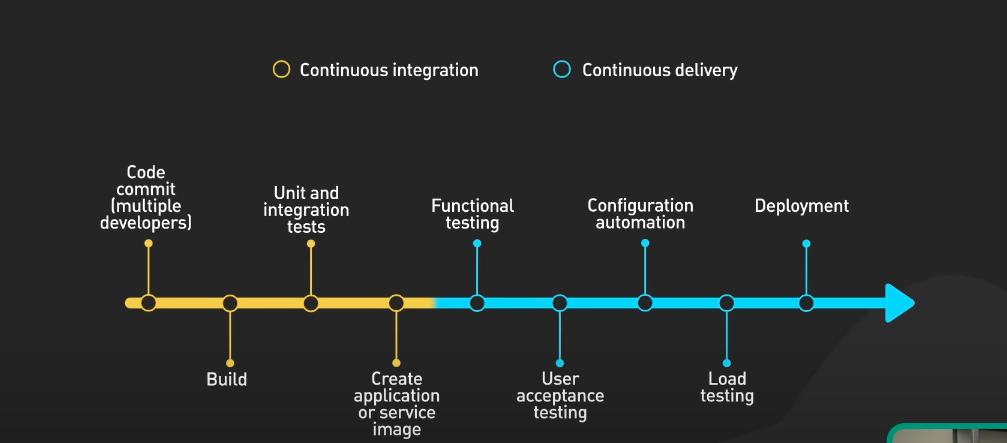 Continuous integration
Continuous delivery
Code
commit
(multiple
developers)
Unit and
integration
tests
Functional
testing
Configuration
automation
Deployment
Build
Create
application
or service
image
User
acceptance
testing
Load
testing